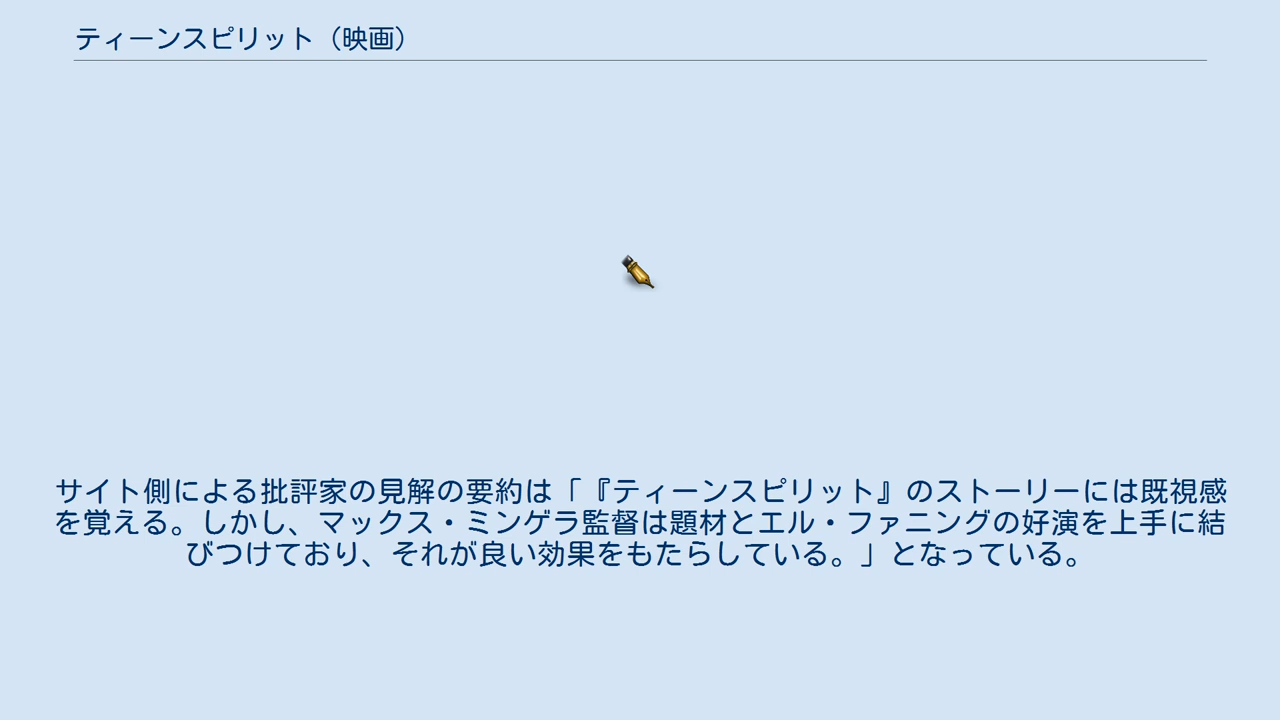 ティーンスピリット（映画）
サイト側による批評家の見解の要約は「『ティーンスピリット』のストーリーには既視感
を覚える。しかし、マックス・ミンゲラ監督は題材とエル・ファニングの好演を上手に結
びつけており、それが良い効果をもたらしている。」となっている。